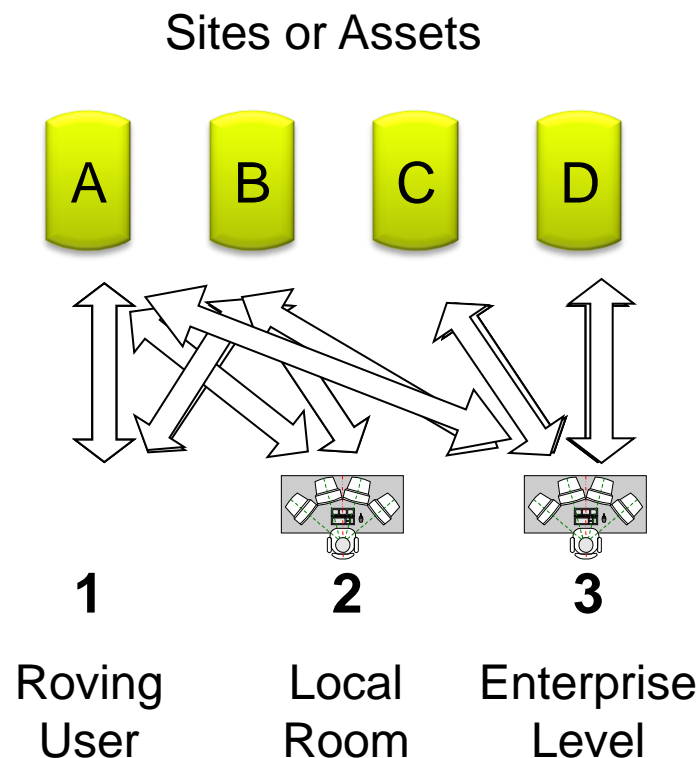 Sites or Assets
A B C D
1 2 3
Roving Local Enterprise
User Room Level